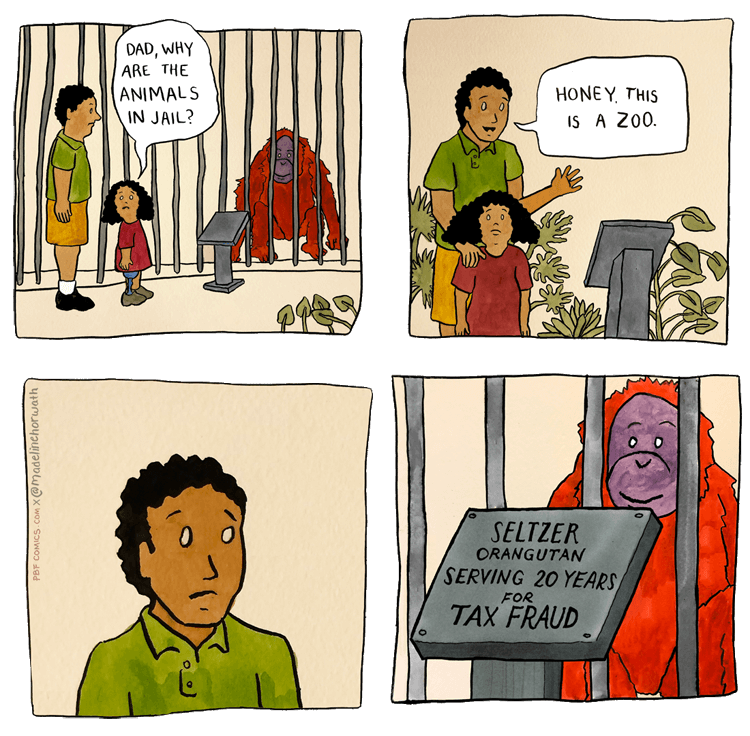 DAD, WHY
ARE THE
ANIMALS
IN JAIL?
HONEY. THIS
IS A ZOO.
PBF COMICS.COM X @madelinehorwath
SELTZER
ORANGUTAN
SERVING 20 YEARS
FOR
TAX FRAUD